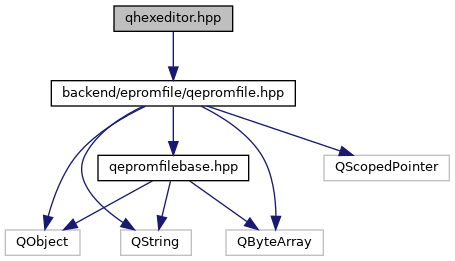 qhexeditor.hpp
backend/epromfile/qepromfile.hpp
qepromfilebase.hpp
QScopedPointer
QObject
QString
QByteArray